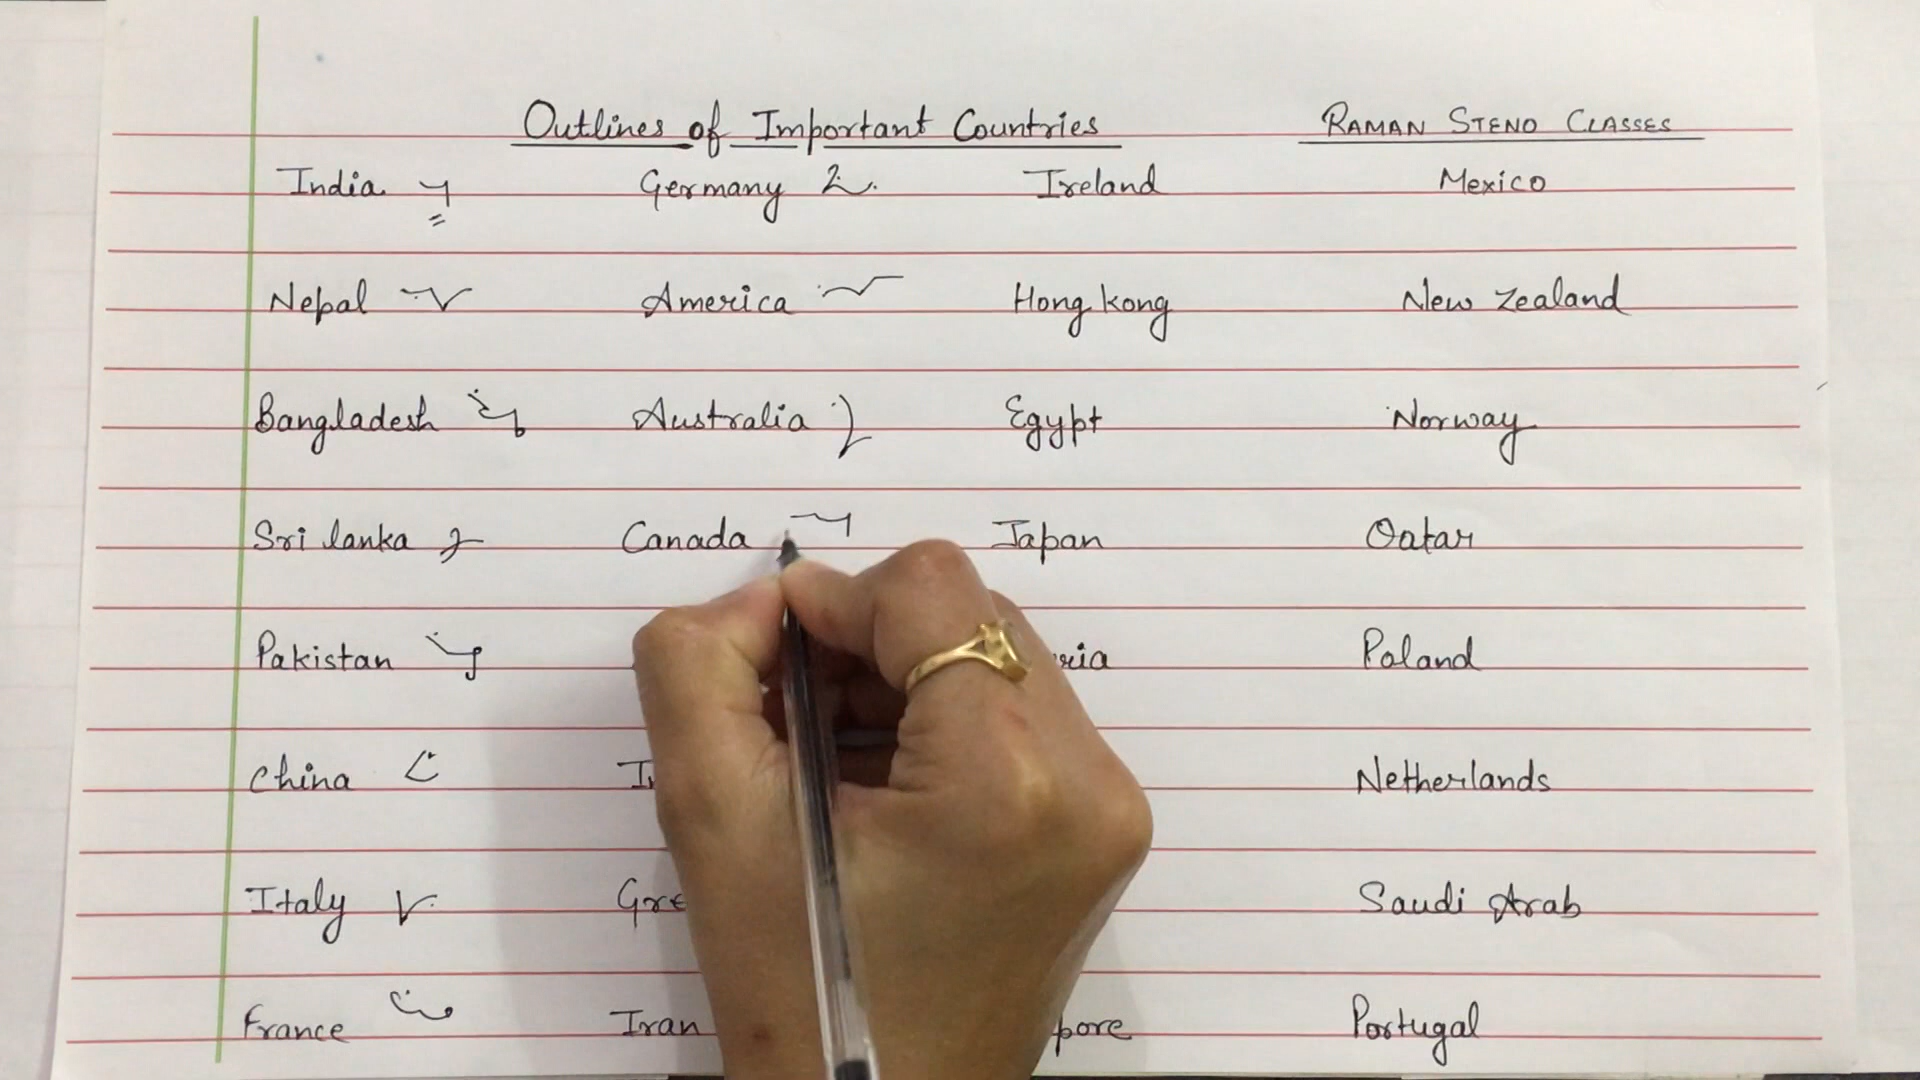 Outlines of Important Countries RAMAN STENO CLASSES
India Germany Ireland Mexico
Nepal America Hong kong New Zealand
Bangladesh Australia Egypt Norway
Sri lanka Canada Japan Qatar
Pakistan Poland
China Netherlands
Italy Saudi Arab
France Iran Portugal